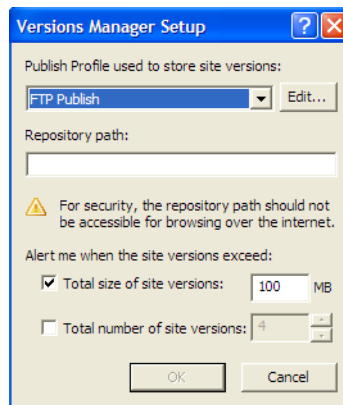 Versions Manager Setup
Publish Profile used to store site versions:
FTP Publish
Edit...
Repository path:
For security, the repository path should not
be accessible for browsing over the internet.
Alert me when the site versions exceed:
Total size of site versions: 100 MB
Total number of site versions: 4
OK Cancel